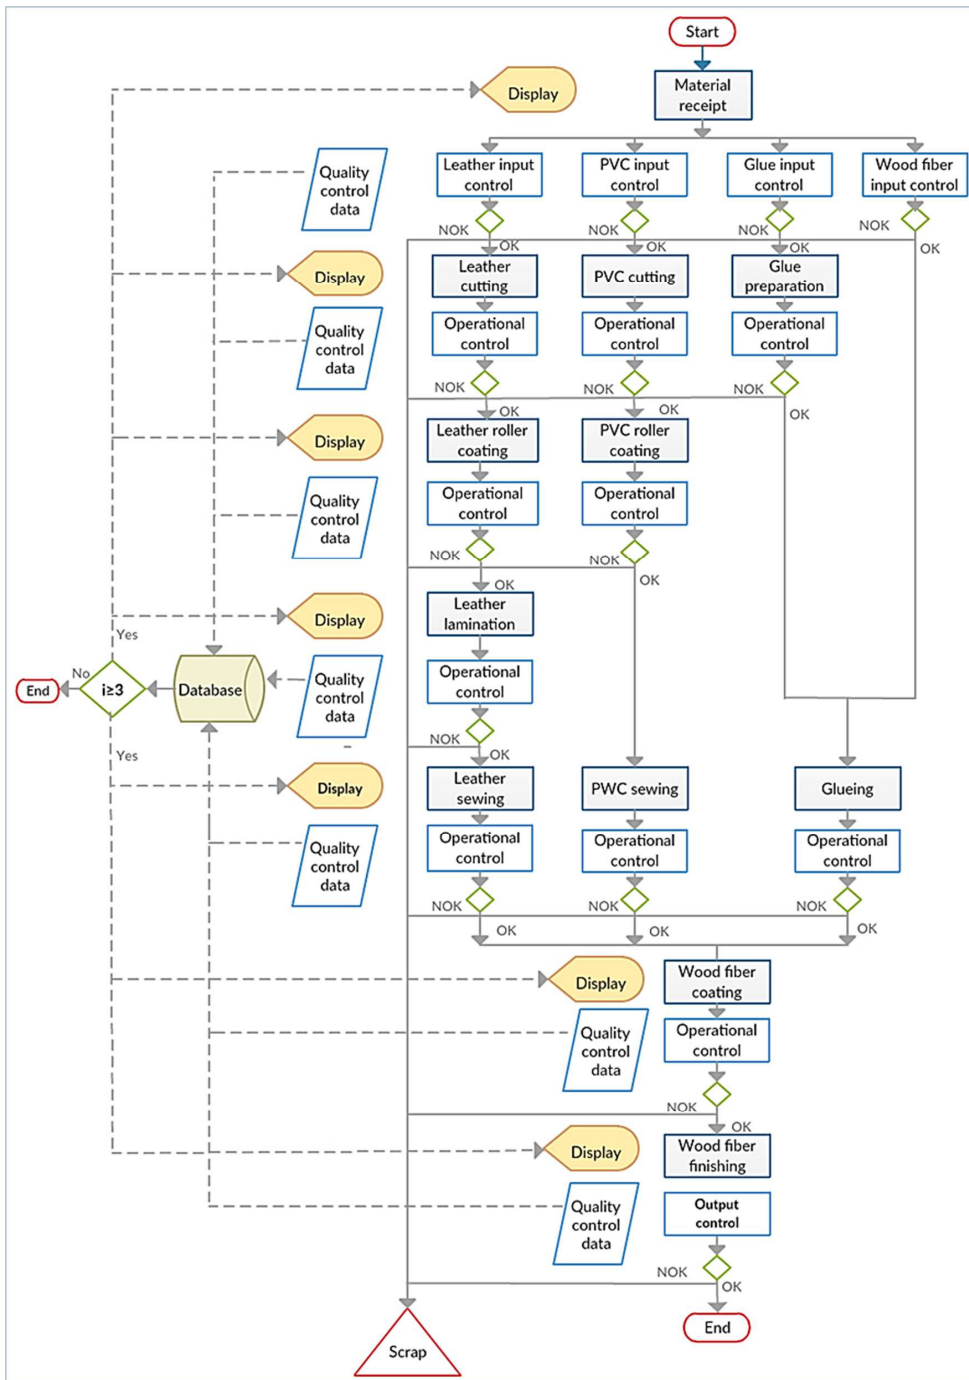 Start
Display
Material
receipt
Quality
control
data
Leather input
control
PVC input
control
Glue input
control
Wood fiber
input control
NOK
NOK
NOK
OK
OK
OK
OK
Display
Leather
cutting
PVC cutting
Glue
preparation
Quality
control
data
Operational
control
Operational
control
Operational
control
NOK
NOK
NOK
OK
OK
OK
Display
Leather roller
coating
PVC roller
coating
Quality
control
data
Operational
control
Operational
control
NOK
NOK
OK
OK
Display
Leather
lamination
Yes
No
End
i≥3
Database
Quality
control
data
Operational
control
NOK
OK
Yes
Display
Leather
sewing
PWC sewing
Glueing
Quality
control
data
Operational
control
Operational
control
Operational
control
NOK
NOK
NOK
OK
OK
OK
Display
Wood fiber
coating
Quality
control
data
Operational
control
NOK
OK
Display
Wood fiber
finishing
Quality
control
data
Output
control
NOK
OK
End
Scrap